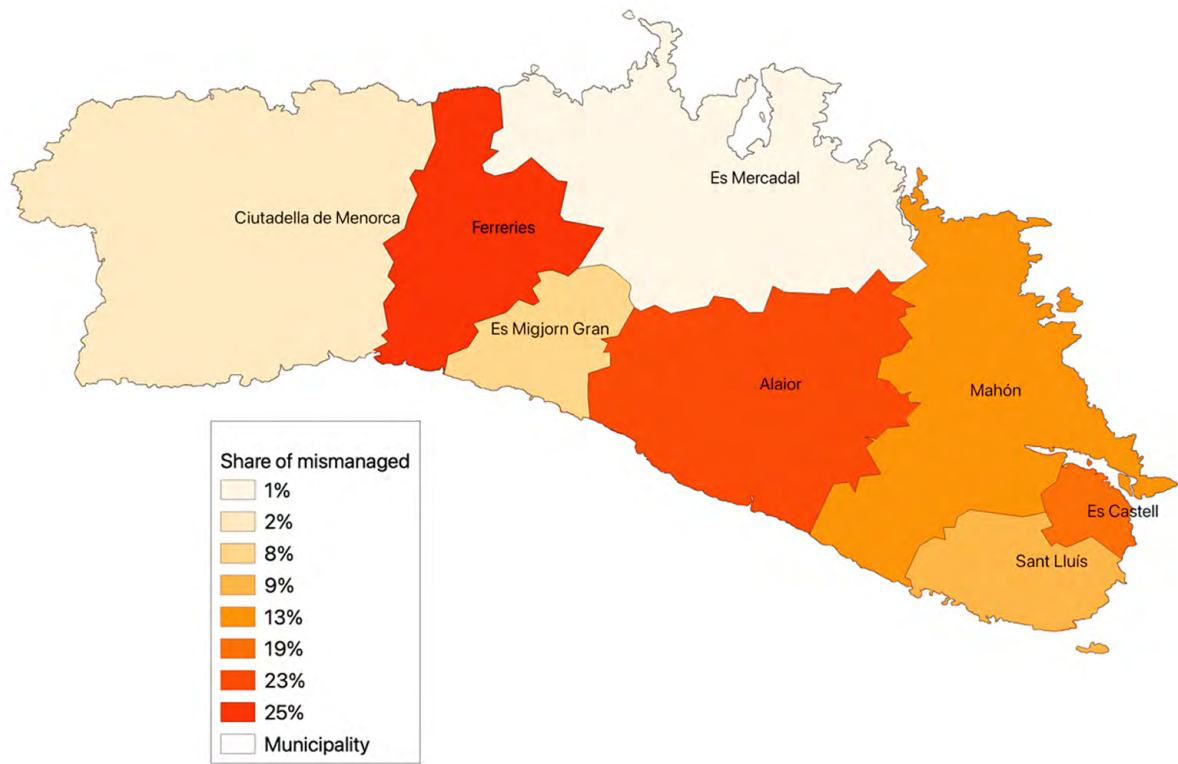 Es Mercadal
Ciutadella de Menorca
Ferreries
Es Migjorn Gran
Alaior
Mahón
Es Castell
Sant Lluís
Share of mismanaged
1%
2%
8%
9%
13%
19%
23%
25%
Municipality